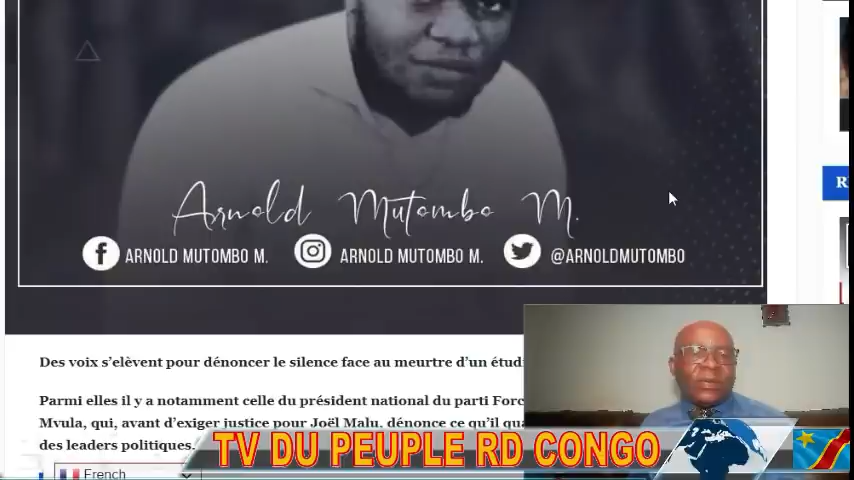 Arnold Mutombo M.
ARNOLD MUTOMBO M. ARNOLD MUTOMBO M. @ARNOLDMUTOMBO
R
Des voix s'elèvent pour dénoncer le silence face au meurtre d'un étudi
Parmi elles il y a notamment celle du président national du parti Forc
Mvula, qui, avant d'exiger justice pour Joël Malu, dénonce ce qu'il qua
des leaders politiques.
TV DU PEUPLE RD CONGO
French